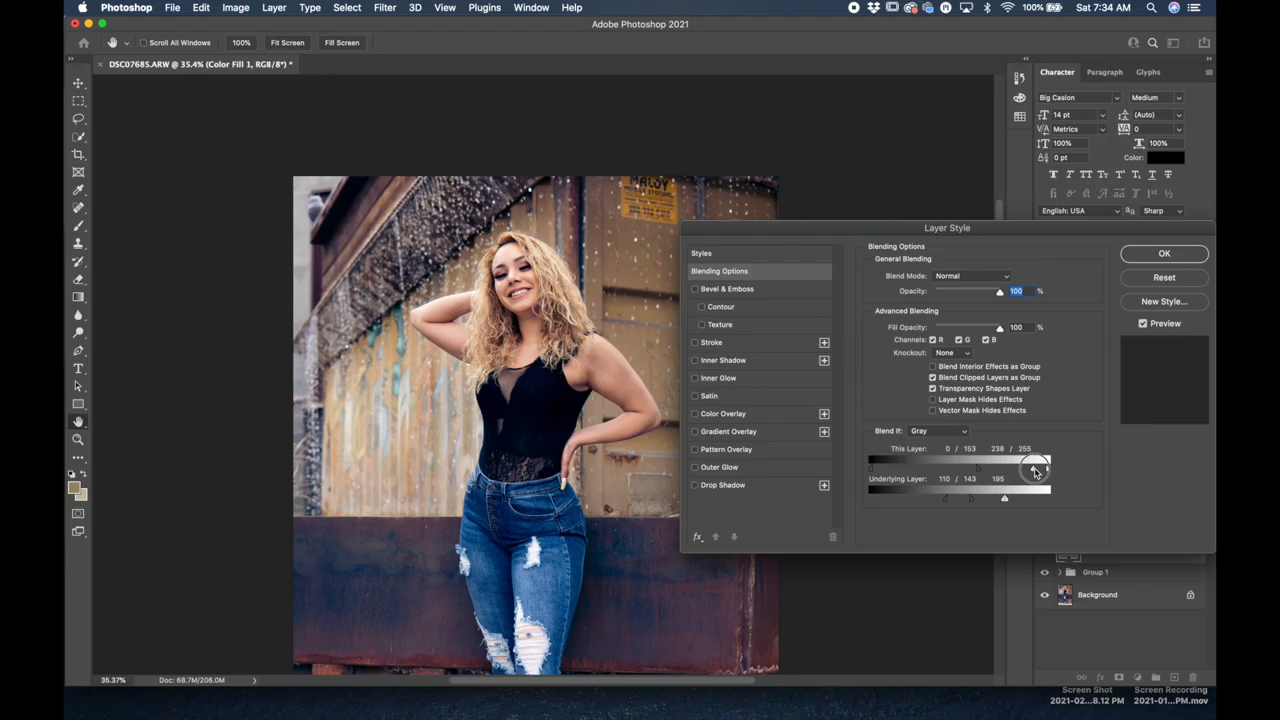 Photoshop File Edit Image Layer Type Select Filter 3D View Plugins Window Help 100% Sat 7:34 AM
Adobe Photoshop 2021
Scroll All Windows 100% Fit Screen Fill Screen
DSC07685.ARW @ 35.4% (Color Fill 1, RGB/8*) *
Character Paragraph Glyphs
Big Caslon Medium
14 pt (Auto)
Metrics 0
100% 100%
0 pt Color:
English: USA Sharp
Layer Style
Styles
Blending Options
Bevel & Emboss
Contour
Texture
Stroke
Inner Shadow
Inner Glow
Satin
Color Overlay
Gradient Overlay
Pattern Overlay
Outer Glow
Drop Shadow
Blending Options
General Blending
Blend Mode: Normal
Opacity: 100 %
Advanced Blending
Fill Opacity: 100 %
Channels: R G B
Knockout: None
Blend Interior Effects as Group
Blend Clipped Layers as Group
Transparency Shapes Layer
Layer Mask Hides Effects
Vector Mask Hides Effects
Blend If: Gray
This Layer: 0 / 153 238 / 255
Underlying Layer: 110 / 143 195
OK
Reset
New Style...
Preview
Group 1
Background
35.37% Doc: 68.7M/206.0M
Screen Shot
2021-02...8.12 PM
Screen Recording
2021-01...PM.mov